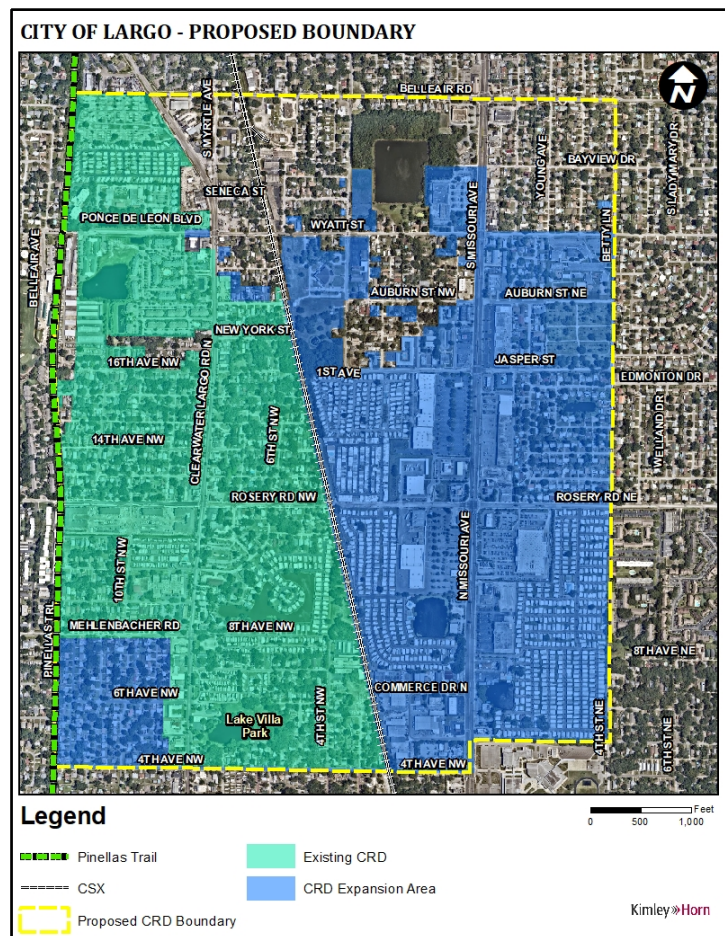 CITY OF LARGO - PROPOSED BOUNDARY
BELLEAIR RD
N
S MYRTLE AVE
YOUNG AVE
S LADY MARY DR
BAYVIEW DR
SENECA ST
S MISSOURI AVE
BETTY LN
PONCE DE LEON BLVD
WYATT ST
BELLEAIR AVE
AUBURN ST NW
AUBURN ST NE
NEW YORK ST
16TH AVE NW
CLEARWATER LARGO RD N
1ST AVE
JASPER ST
EDMONTON DR
WEILAND DR
6TH ST NW
14TH AVE NW
ROSERY RD NW
ROSERY RD NE
N MISSOURI AVE
10TH ST NW
MEHLENBACHER RD
8TH AVE NW
8TH AVE NE
PINELLAS TRL
6TH AVE NW
COMMERCE DR N
Lake Villa
Park
4TH ST NW
4TH ST NE
6TH ST NE
4TH AVE NW
4TH AVE NW
Legend
Feet
0 500 1,000
Pinellas Trail
Existing CRD
CSX
CRD Expansion Area
Proposed CRD Boundary
Kimley»Horn